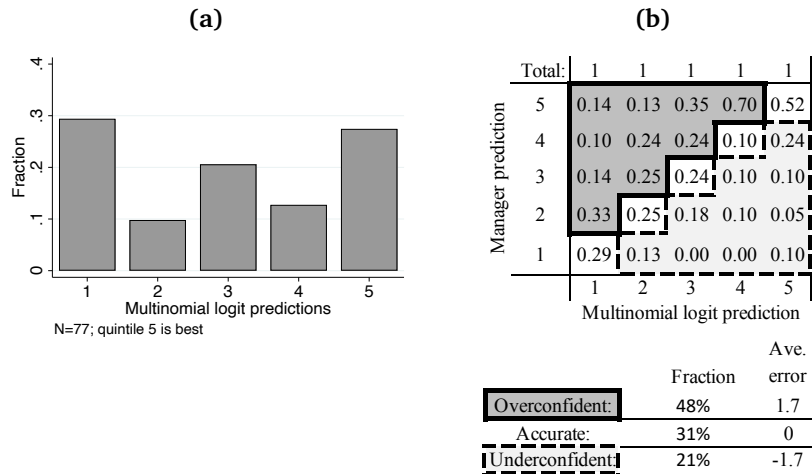 (a)
.4
.3
.2
.1
0
Fraction
1 2 3 4 5
Multinomial logit predictions
N=77; quintile 5 is best
(b)
Total: 1 1 1 1 1
5 0.14 0.13 0.35 0.70 0.52
4 0.10 0.24 0.24 0.10 0.24
3 0.14 0.25 0.24 0.10 0.10
2 0.33 0.25 0.18 0.10 0.05
1 0.29 0.13 0.00 0.00 0.10
Manager prediction
1 2 3 4 5
Multinomial logit prediction
Ave.
Fraction error
Overconfident: 48% 1.7
Accurate: 31% 0
Underconfident: 21% -1.7